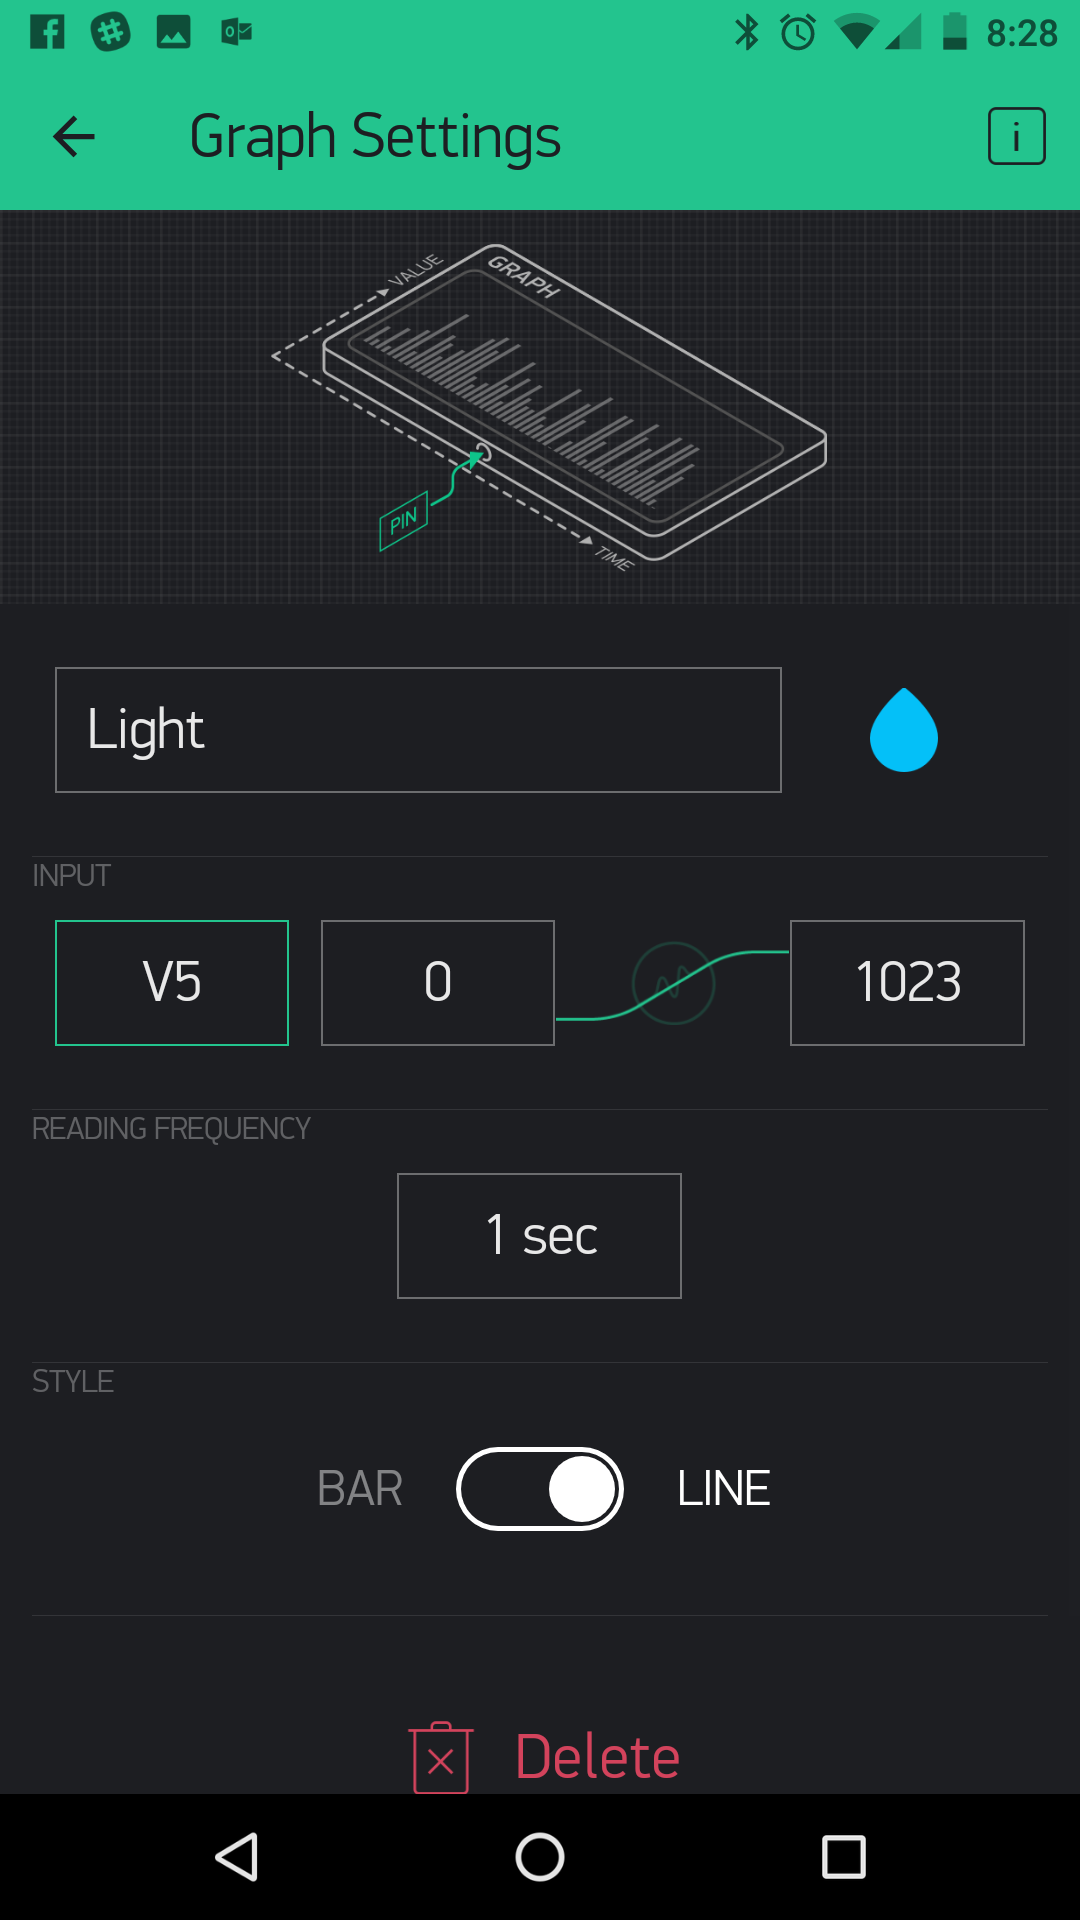 8:28
Graph Settings
i
VALUE
GRAPH
PIN
TIME
Light
INPUT
V5 0 1023
READING FREQUENCY
1 sec
STYLE
BAR LINE
Delete